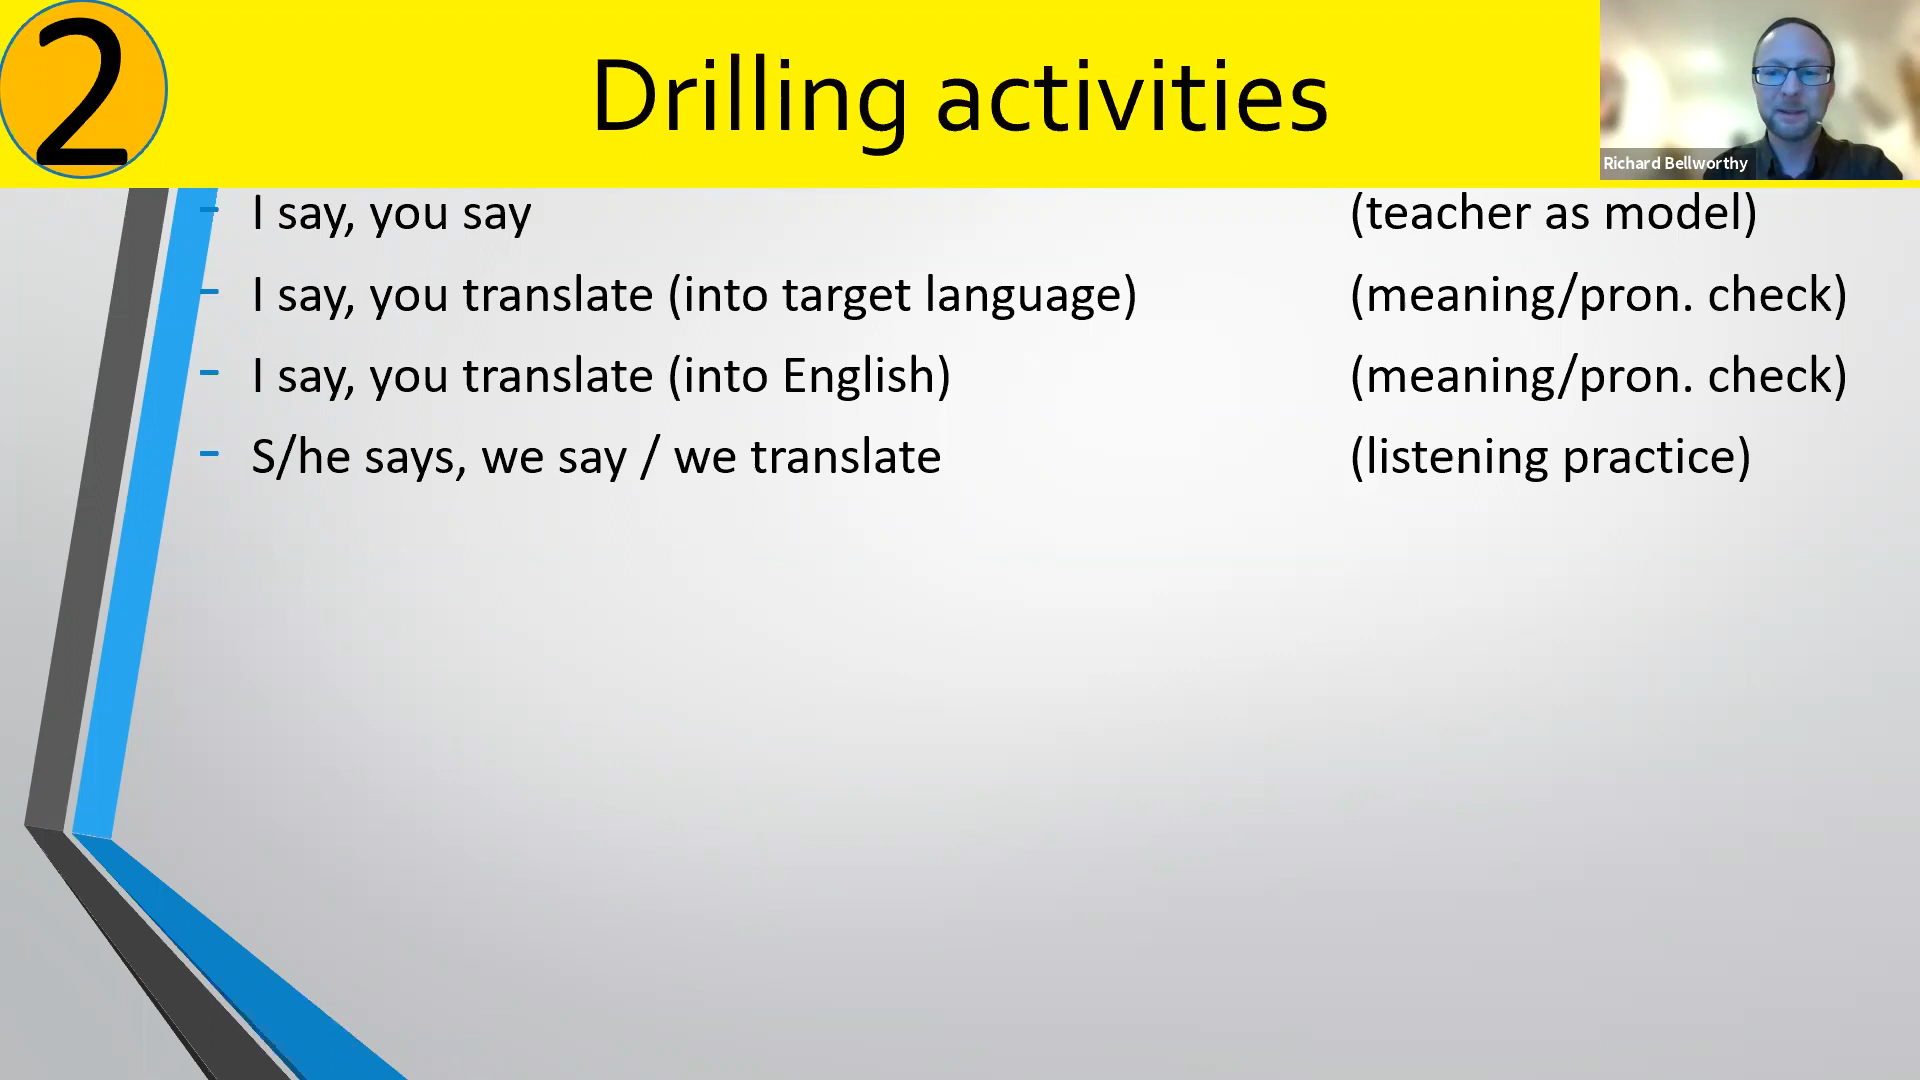 2
Drilling activities
Richard Bellworthy
- I say, you say (teacher as model)
- I say, you translate (into target language) (meaning/pron. check)
- I say, you translate (into English) (meaning/pron. check)
- S/he says, we say / we translate (listening practice)